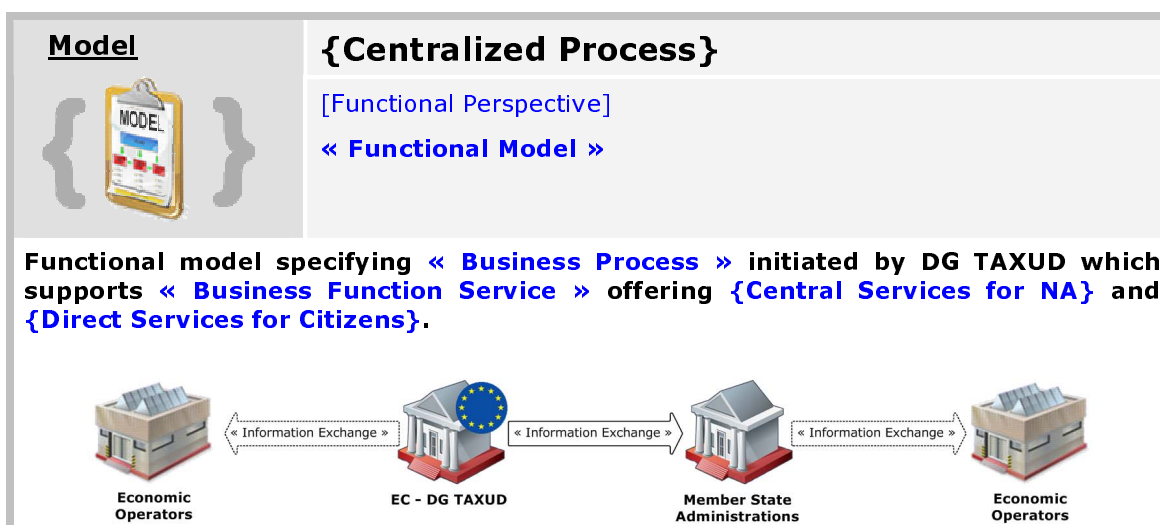 Model
{Centralized Process}
MODEL
[Functional Perspective]
« Functional Model »
Functional model specifying « Business Process » initiated by DG TAXUD which
supports « Business Function Service » offering {Central Services for NA} and
{Direct Services for Citizens}.
« Information Exchange » « Information Exchange » « Information Exchange »
Economic
Operators
EC - DG TAXUD
Member State
Administrations
Economic
Operators